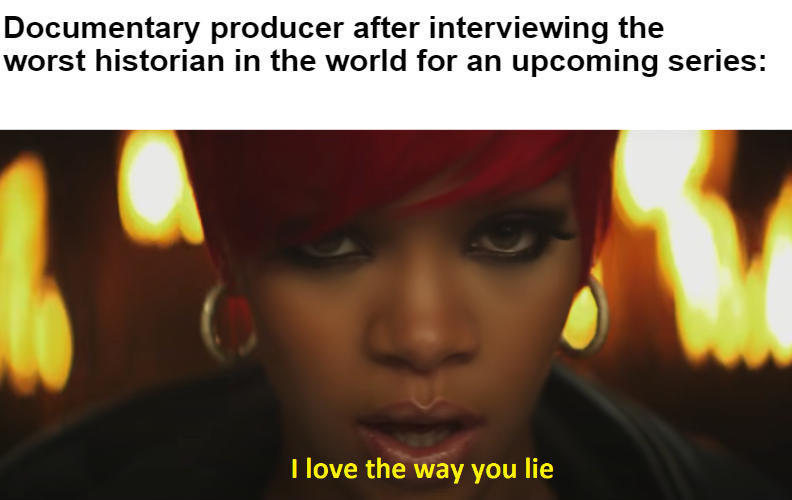 Documentary producer after interviewing the
worst historian in the world for an upcoming series:
I love the way you lie